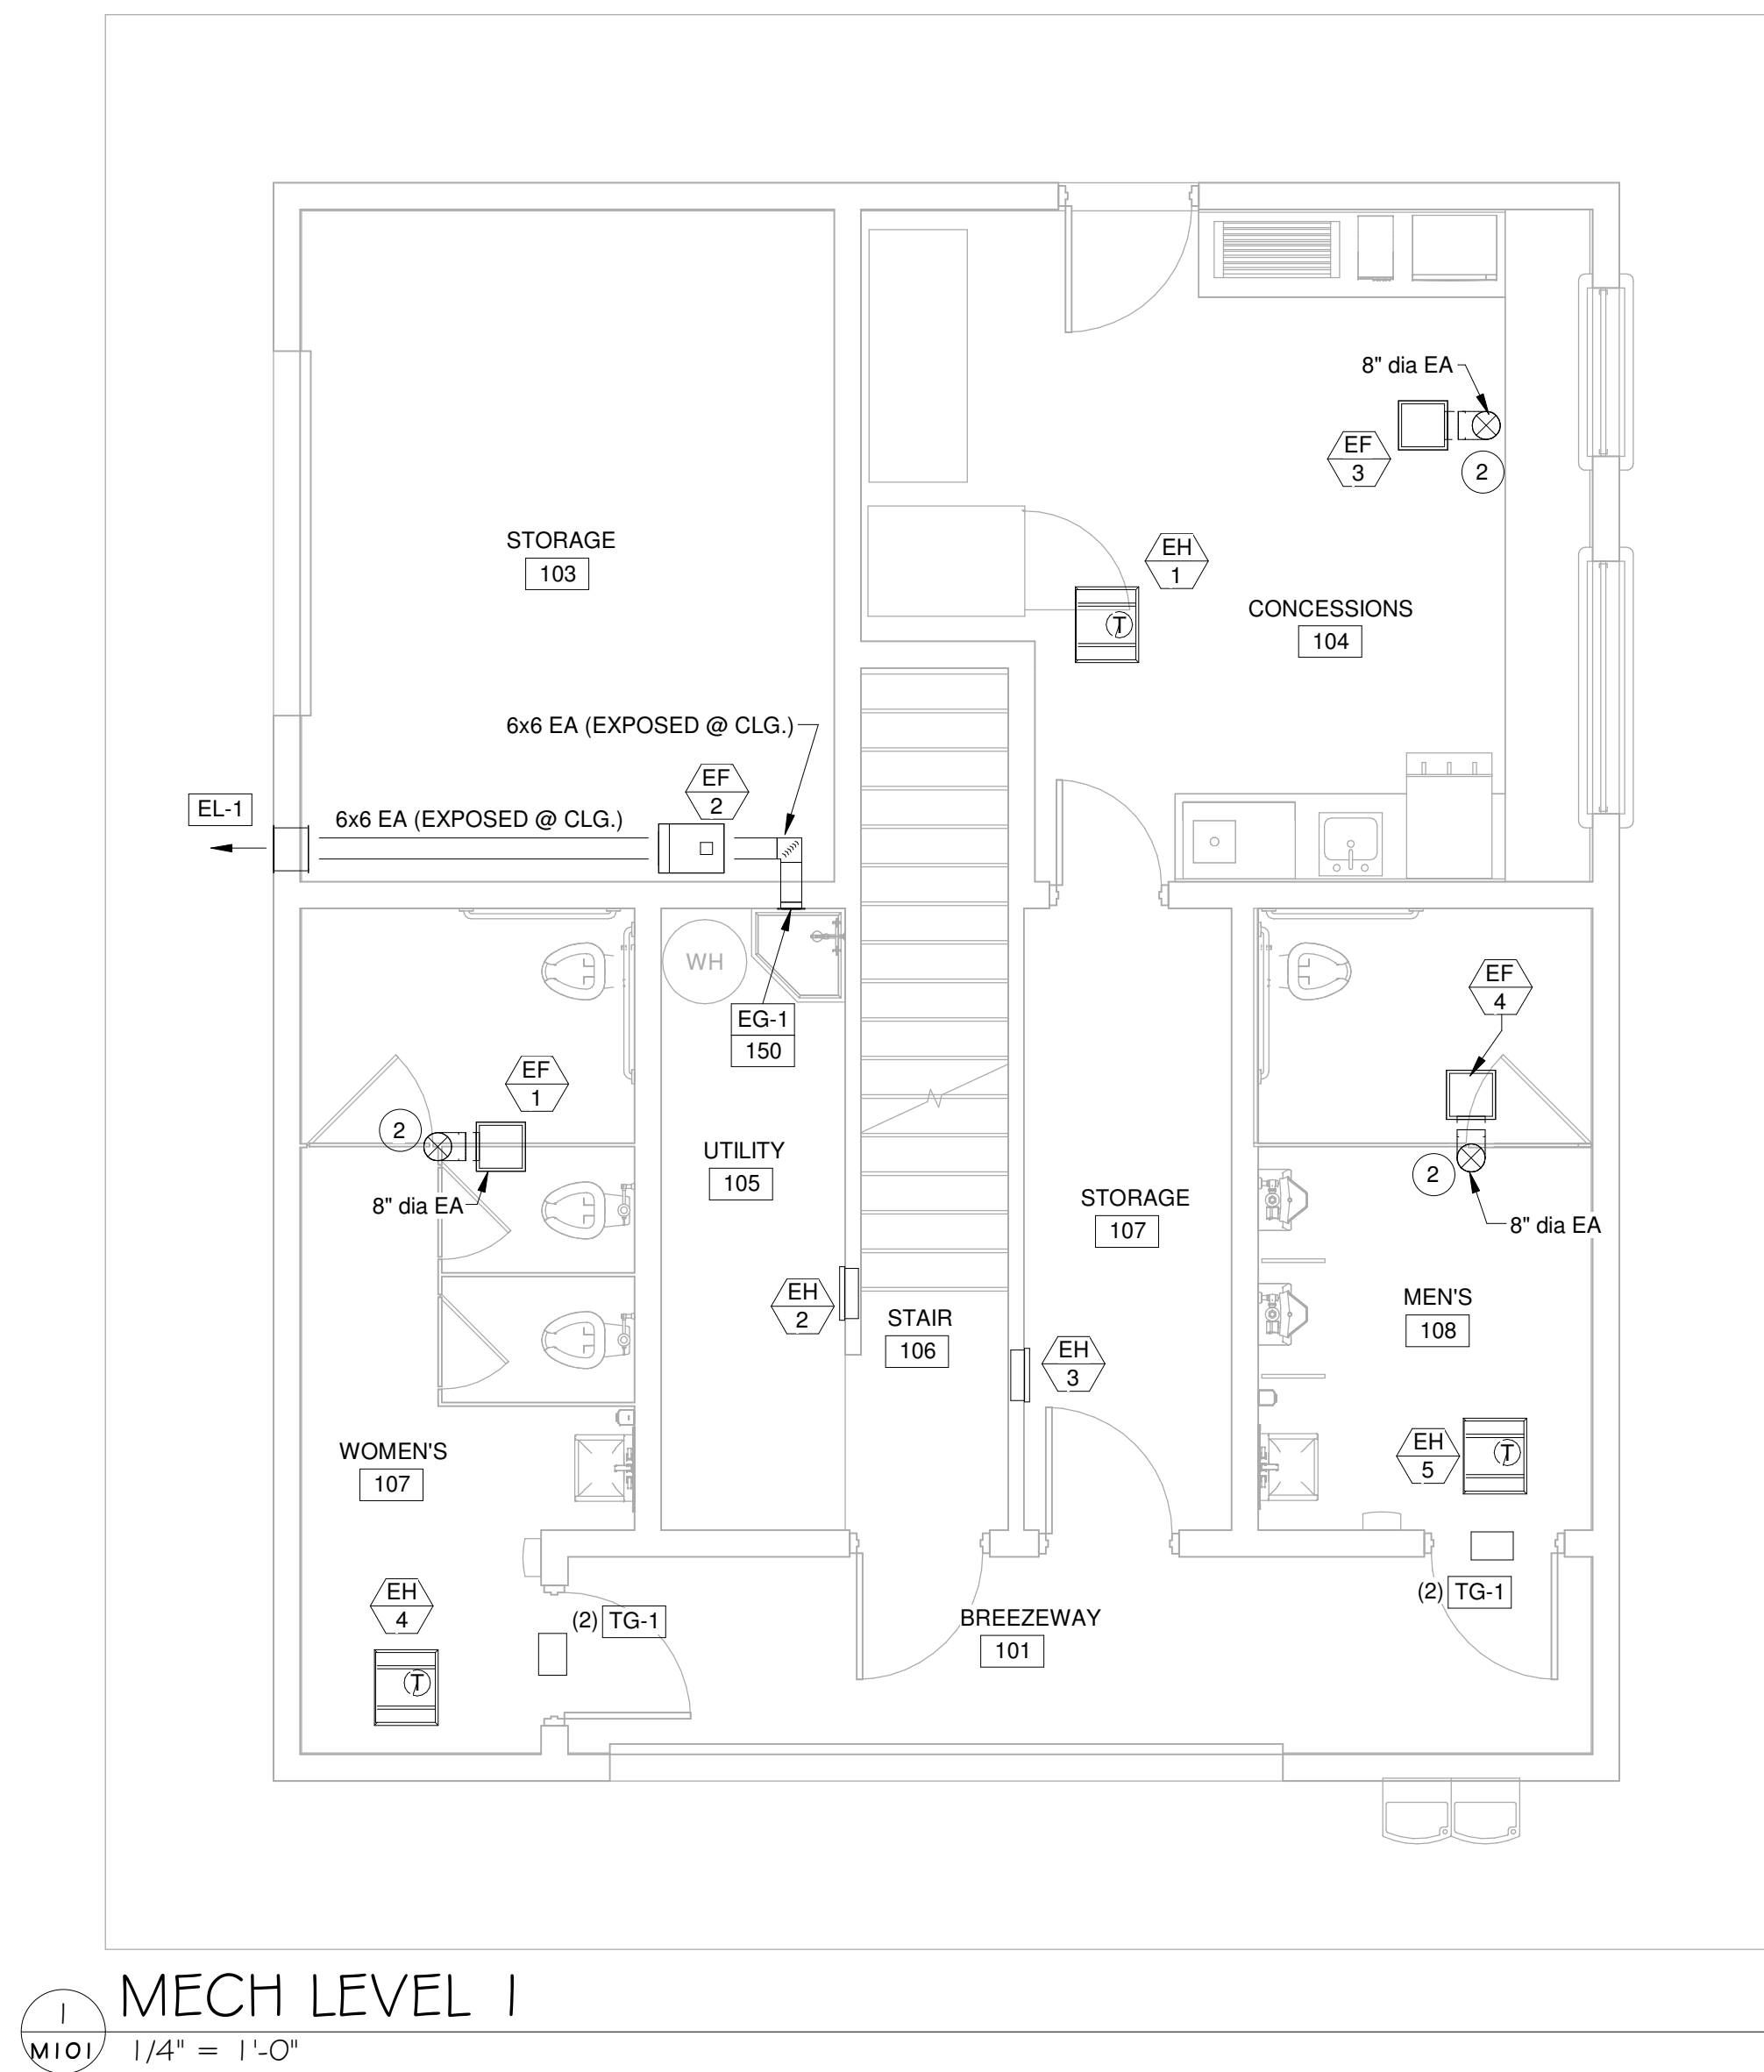 8" dia EA
EF
3
2
STORAGE
103
EH
1
CONCESSIONS
104
6x6 EA (EXPOSED @ CLG.)
EF
2
EL-1
6x6 EA (EXPOSED @ CLG.)
WH
EG-1
150
EF
4
EF
1
2
8" dia EA
UTILITY
105
STORAGE
107
2
8" dia EA
EH
2
STAIR
106
EH
3
MEN'S
108
WOMEN'S
107
EH
5
T
T
EH
4
(2) TG-1
(2) TG-1
BREEZEWAY
101
T
1
M101
MECH LEVEL 1
1/4" = 1'-0"